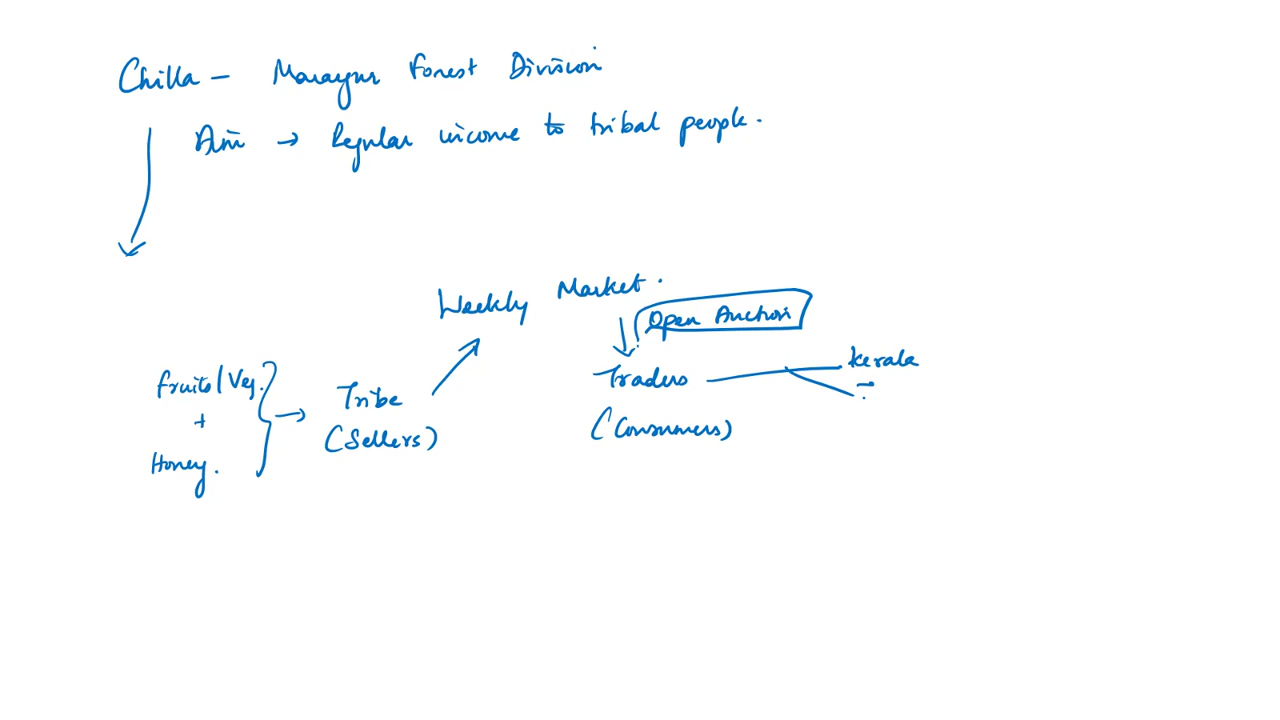 Chilla - Marayur Forest Division
Aim → Regular income to tribal people.
Weekly Market.
Open Auction
Fruits/Veg.
+
Honey.
→ Tribe
(Sellers)
Traders
(Consumers)
Kerala